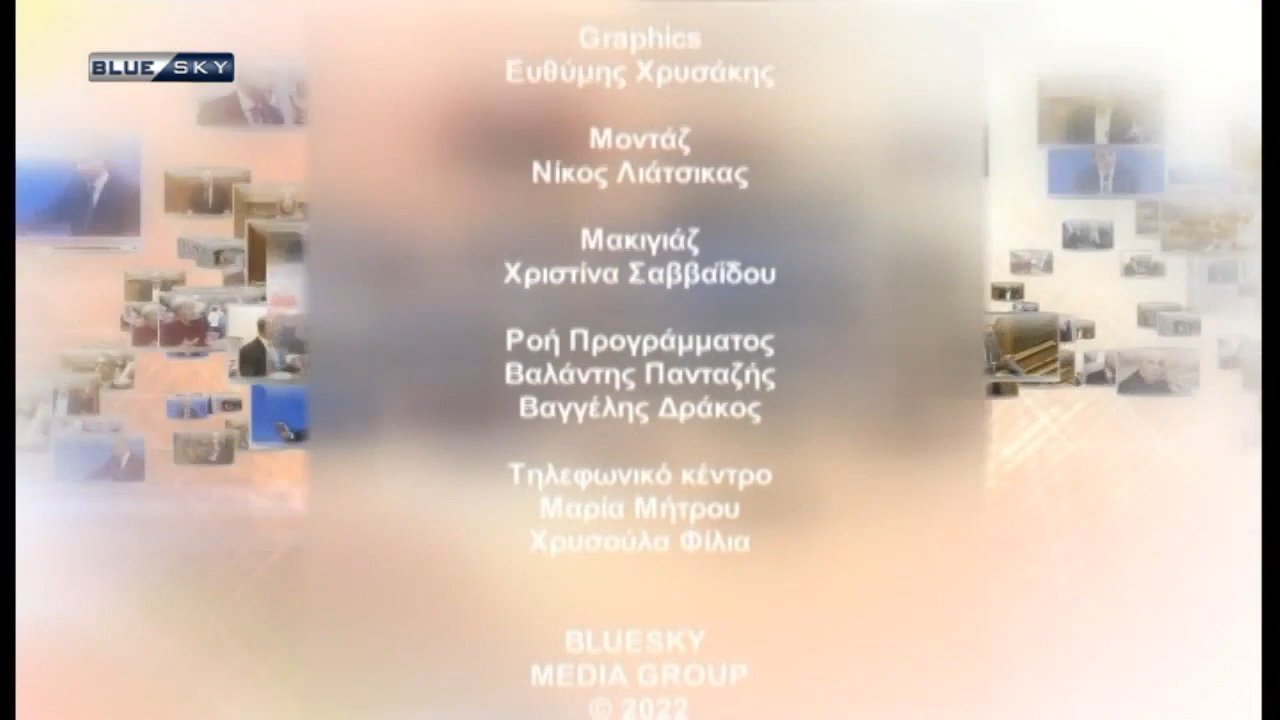 BLUE SKY
Graphics
Ευθύμης Χρυσάκης
Μοντάζ
Νίκος Λιάτσικας
Μακιγιάζ
Χριστίνα Σαββαΐδου
Ροή Προγράμματος
Βαλάντης Πανταζής
Βαγγέλης Δράκος
Τηλεφωνικό κέντρο
Μαρία Μήτρου
Χρυσούλα Φίλια
BLUESKY
MEDIA GROUP
© 2022